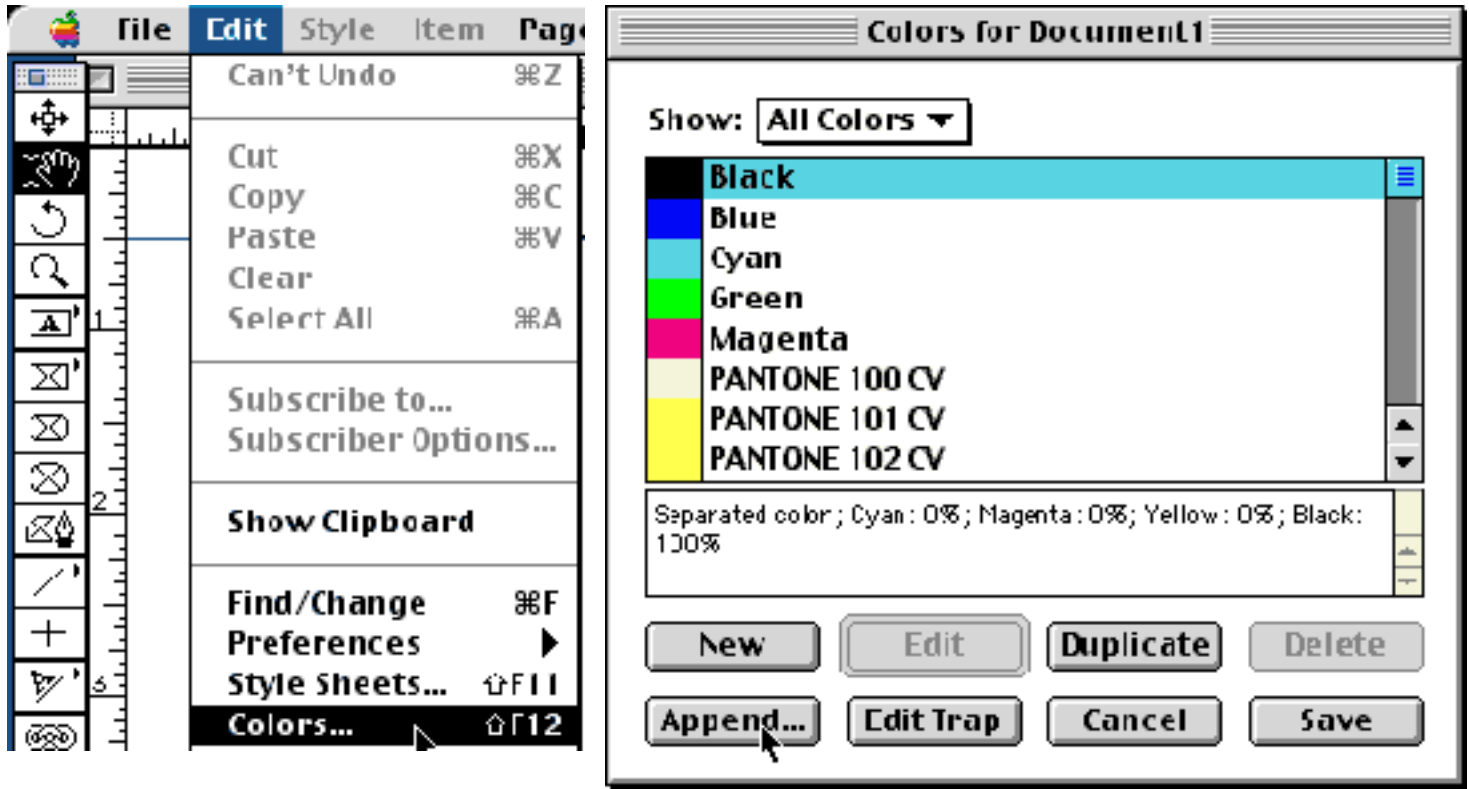 File Edit Style Item Page
Can't Undo ⌘Z
Cut ⌘X
Copy ⌘C
Paste ⌘V
Clear
Select All ⌘A
Subscribe to...
Subscriber Options...
Show Clipboard
Find/Change ⌘F
Preferences
Style Sheets... ⇧F11
Colors... ⇧F12
1
2
3
Colors for Document1
Show: All Colors
Black
Blue
Cyan
Green
Magenta
PANTONE 100 CV
PANTONE 101 CV
PANTONE 102 CV
Separated color; Cyan: 0%; Magenta: 0%; Yellow: 0%; Black:
100%
New Edit Duplicate Delete
Append... Edit Trap Cancel Save